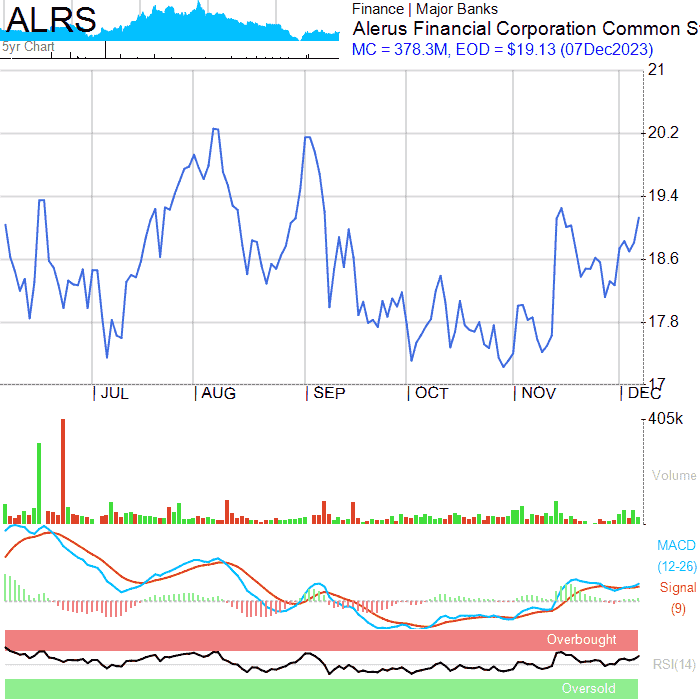 ALRS
5yr Chart
Finance | Major Banks
Alerus Financial Corporation Common S
MC = 378.3M, EOD = $19.13 (07Dec2023)
21
20.2
19.4
18.6
17.8
17
JUL AUG SEP OCT NOV DEC
405k
Volume
MACD
(12-26)
Signal
(9)
Overbought
RSI(14)
Oversold